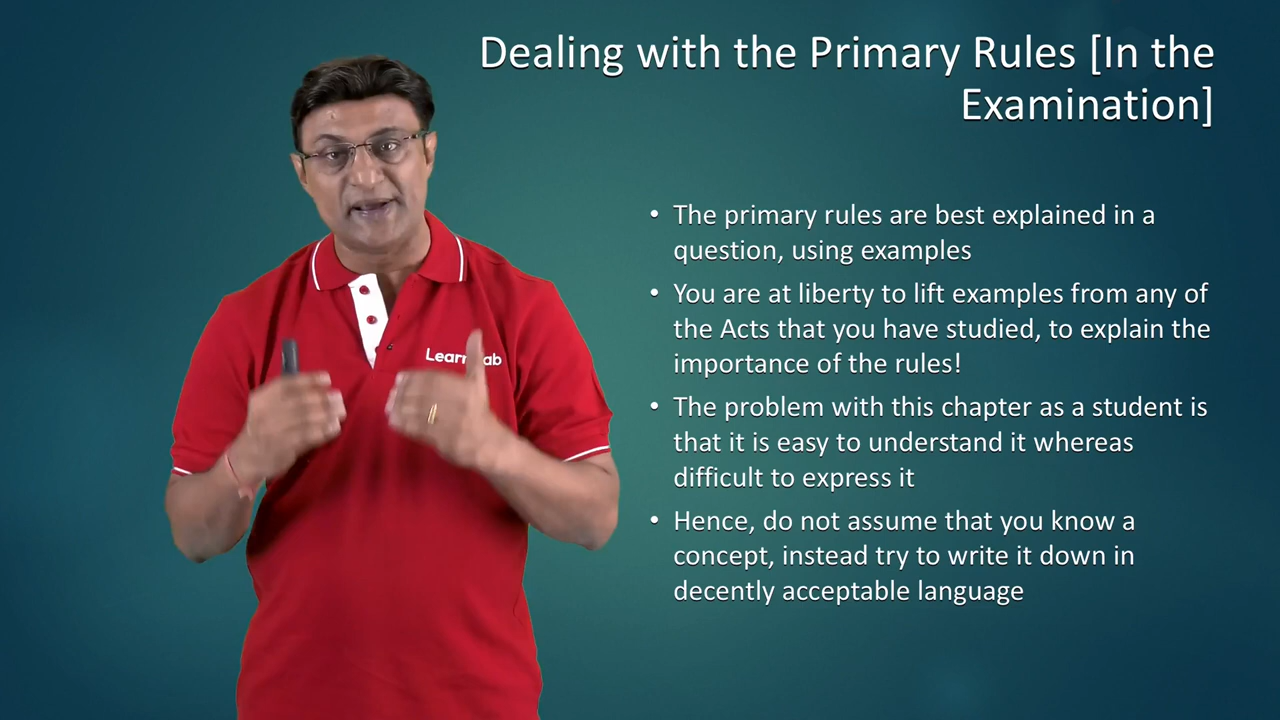 Dealing with the Primary Rules [In the
Examination]
• The primary rules are best explained in a
question, using examples
• You are at liberty to lift examples from any of
the Acts that you have studied, to explain the
importance of the rules!
• The problem with this chapter as a student is
that it is easy to understand it whereas
difficult to express it
• Hence, do not assume that you know a
concept, instead try to write it down in
decently acceptable language